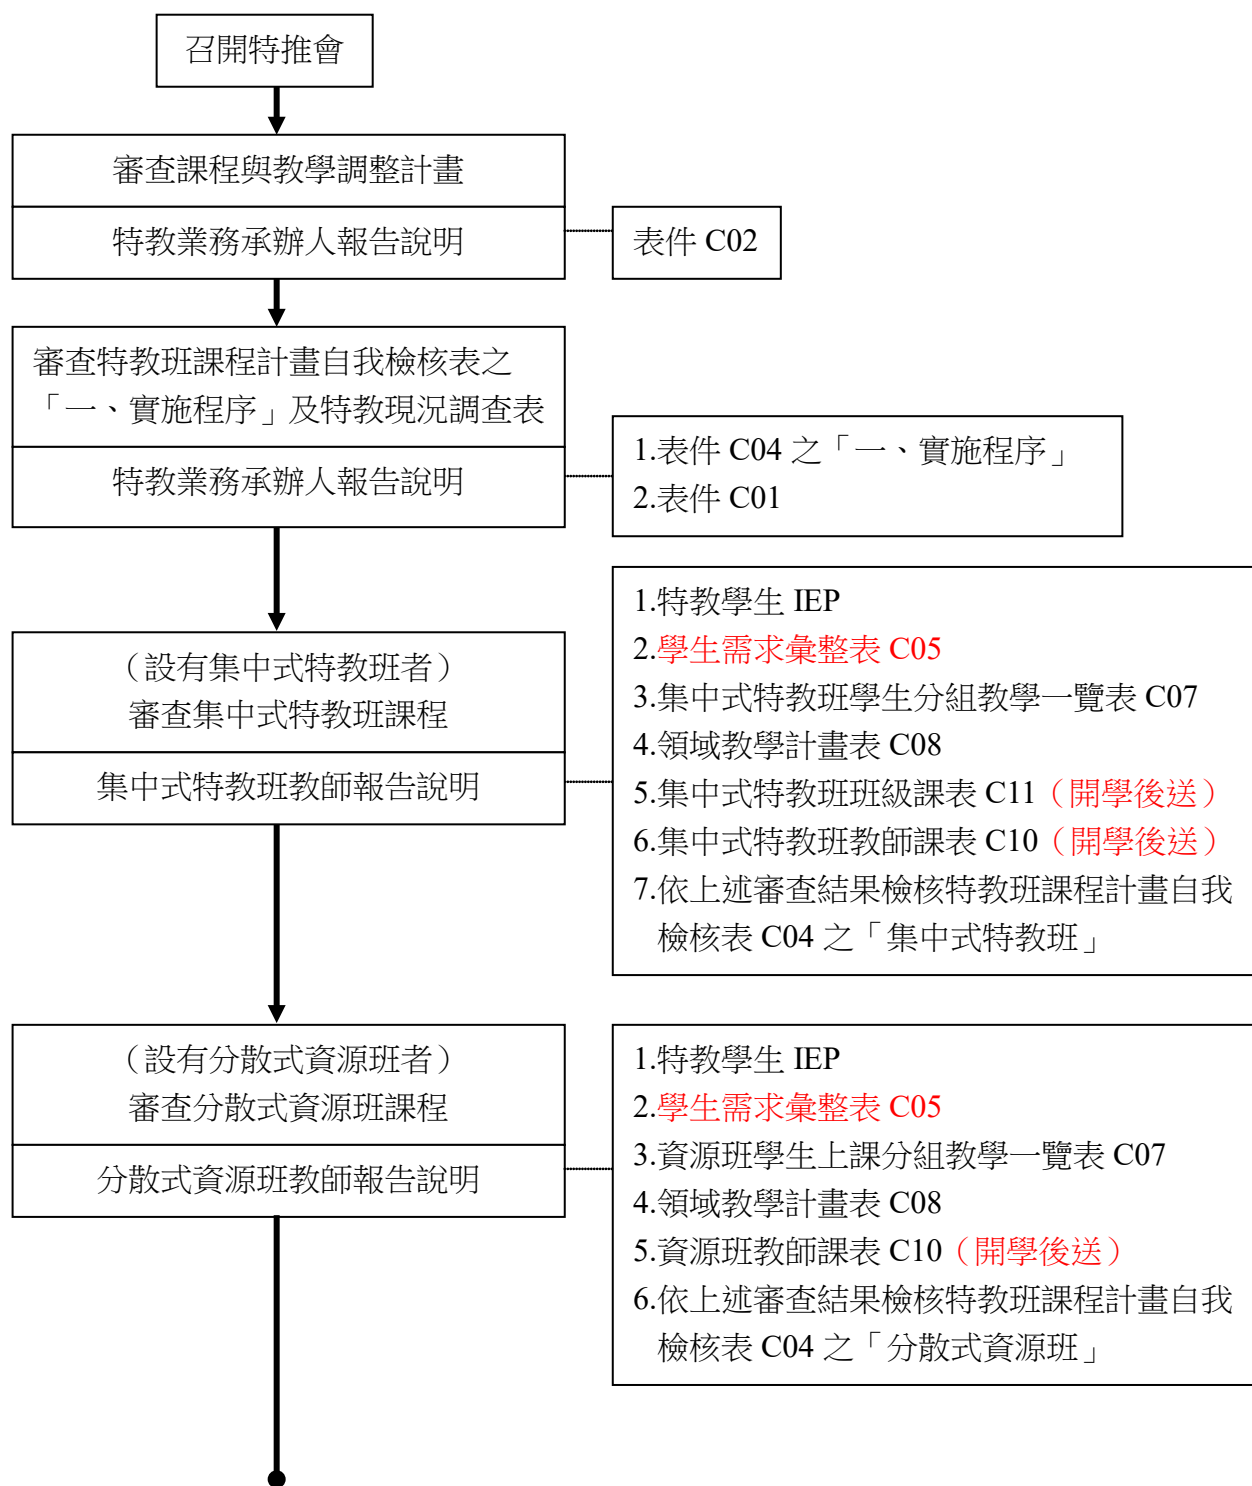 召開特推會
審查課程與教學調整計畫
特教業務承辦人報告說明
表件 C02
審查特教班課程計畫自我檢核表之
「一、實施程序」及特教現況調查表
特教業務承辦人報告說明
1.表件 C04 之「一、實施程序」
2.表件 C01
（設有集中式特教班者）
審查集中式特教班課程
集中式特教班教師報告說明
1.特教學生 IEP
2.學生需求彙整表 C05
3.集中式特教班學生分組教學一覽表 C07
4.領域教學計畫表 C08
5.集中式特教班班級課表 C11（開學後送）
6.集中式特教班教師課表 C10（開學後送）
7.依上述審查結果檢核特教班課程計畫自我
檢核表 C04 之「集中式特教班」
（設有分散式資源班者）
審查分散式資源班課程
分散式資源班教師報告說明
1.特教學生 IEP
2.學生需求彙整表 C05
3.資源班學生上課分組教學一覽表 C07
4.領域教學計畫表 C08
5.資源班教師課表 C10（開學後送）
6.依上述審查結果檢核特教班課程計畫自我
檢核表 C04 之「分散式資源班」